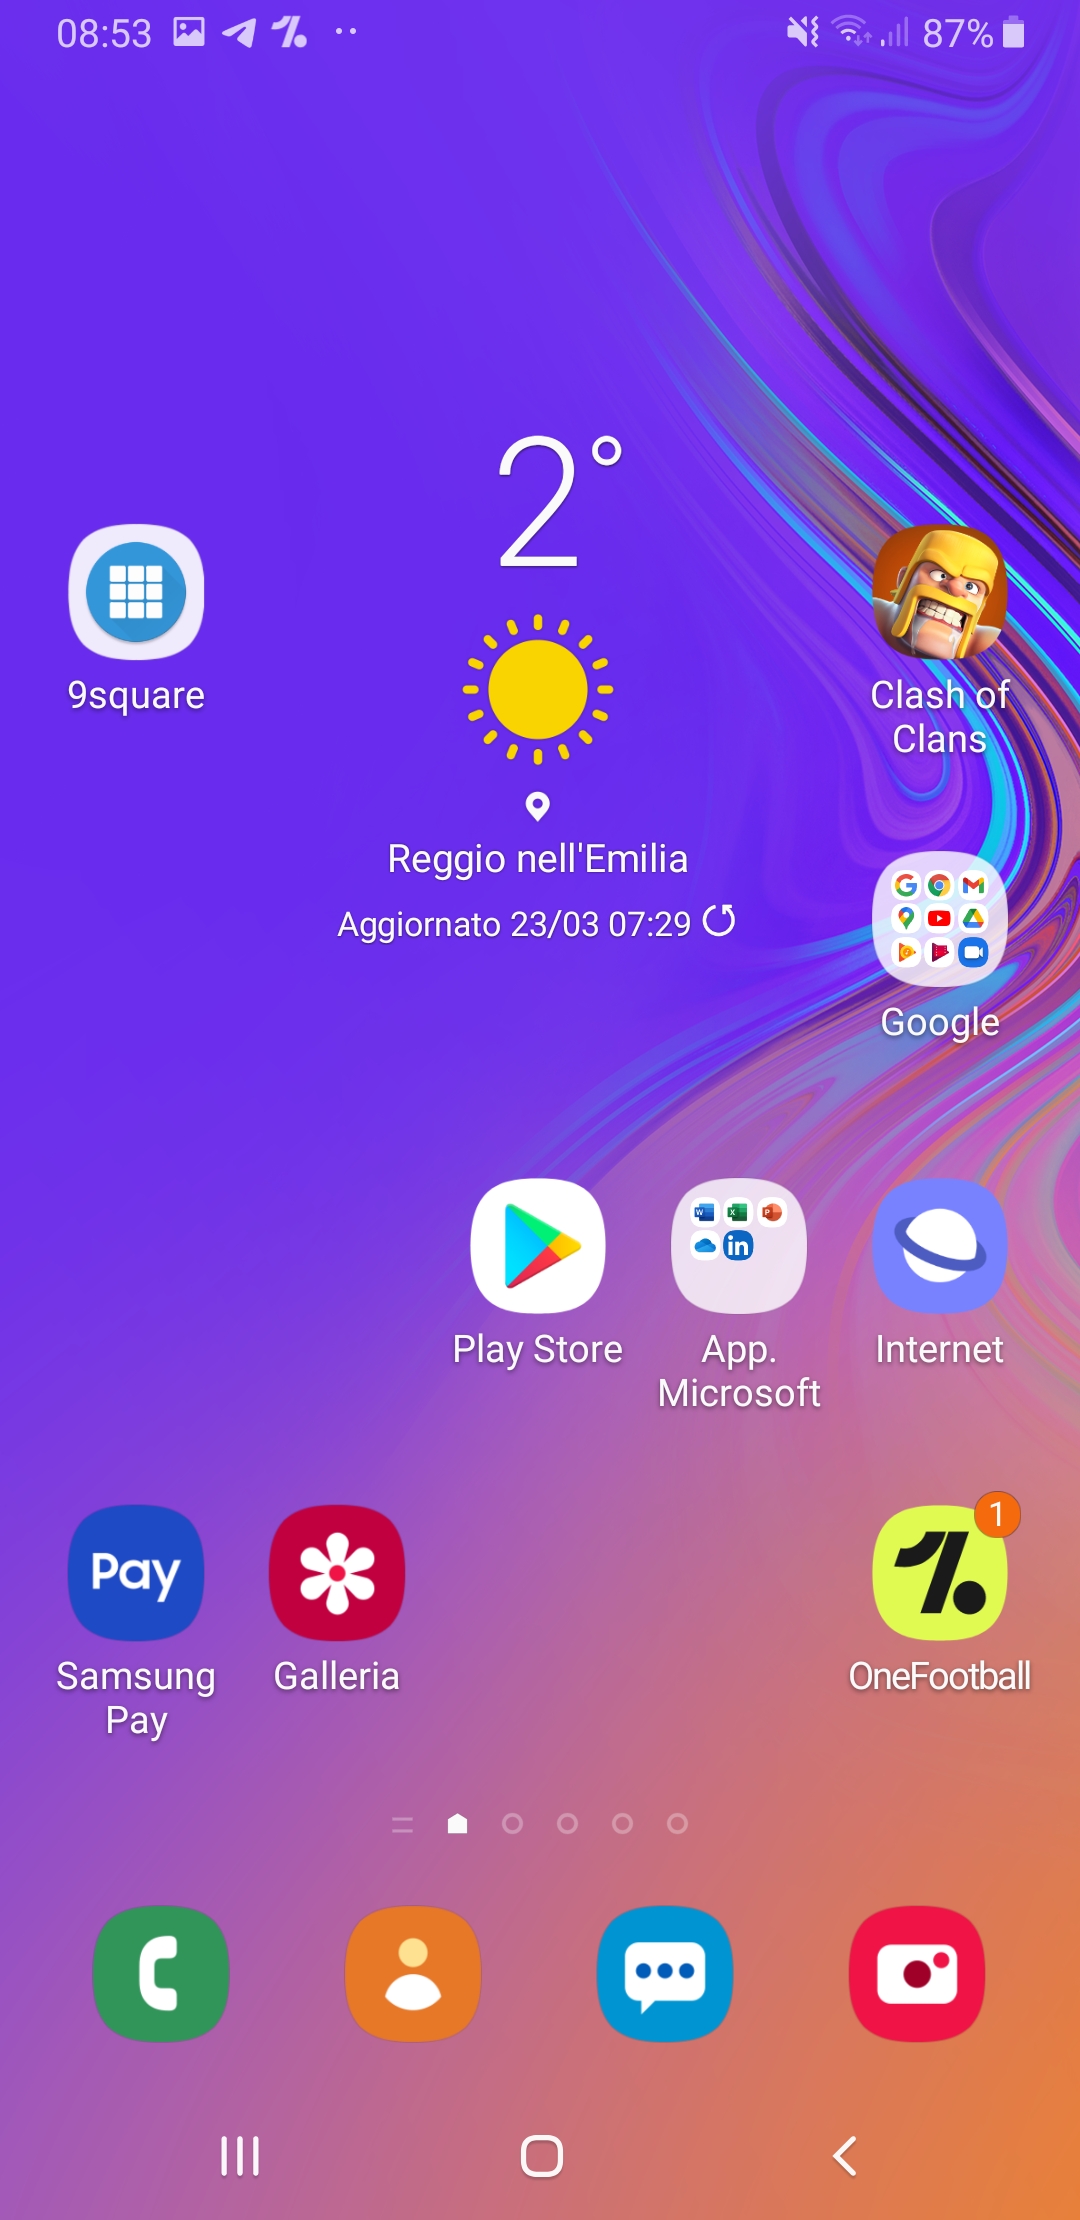 08:53
87%
2°
9square
Clash of
Clans
Reggio nell'Emilia
Aggiornato 23/03 07:29
Google
Play Store
App.
Microsoft
Internet
Pay
Samsung
Pay
Galleria
1
OneFootball